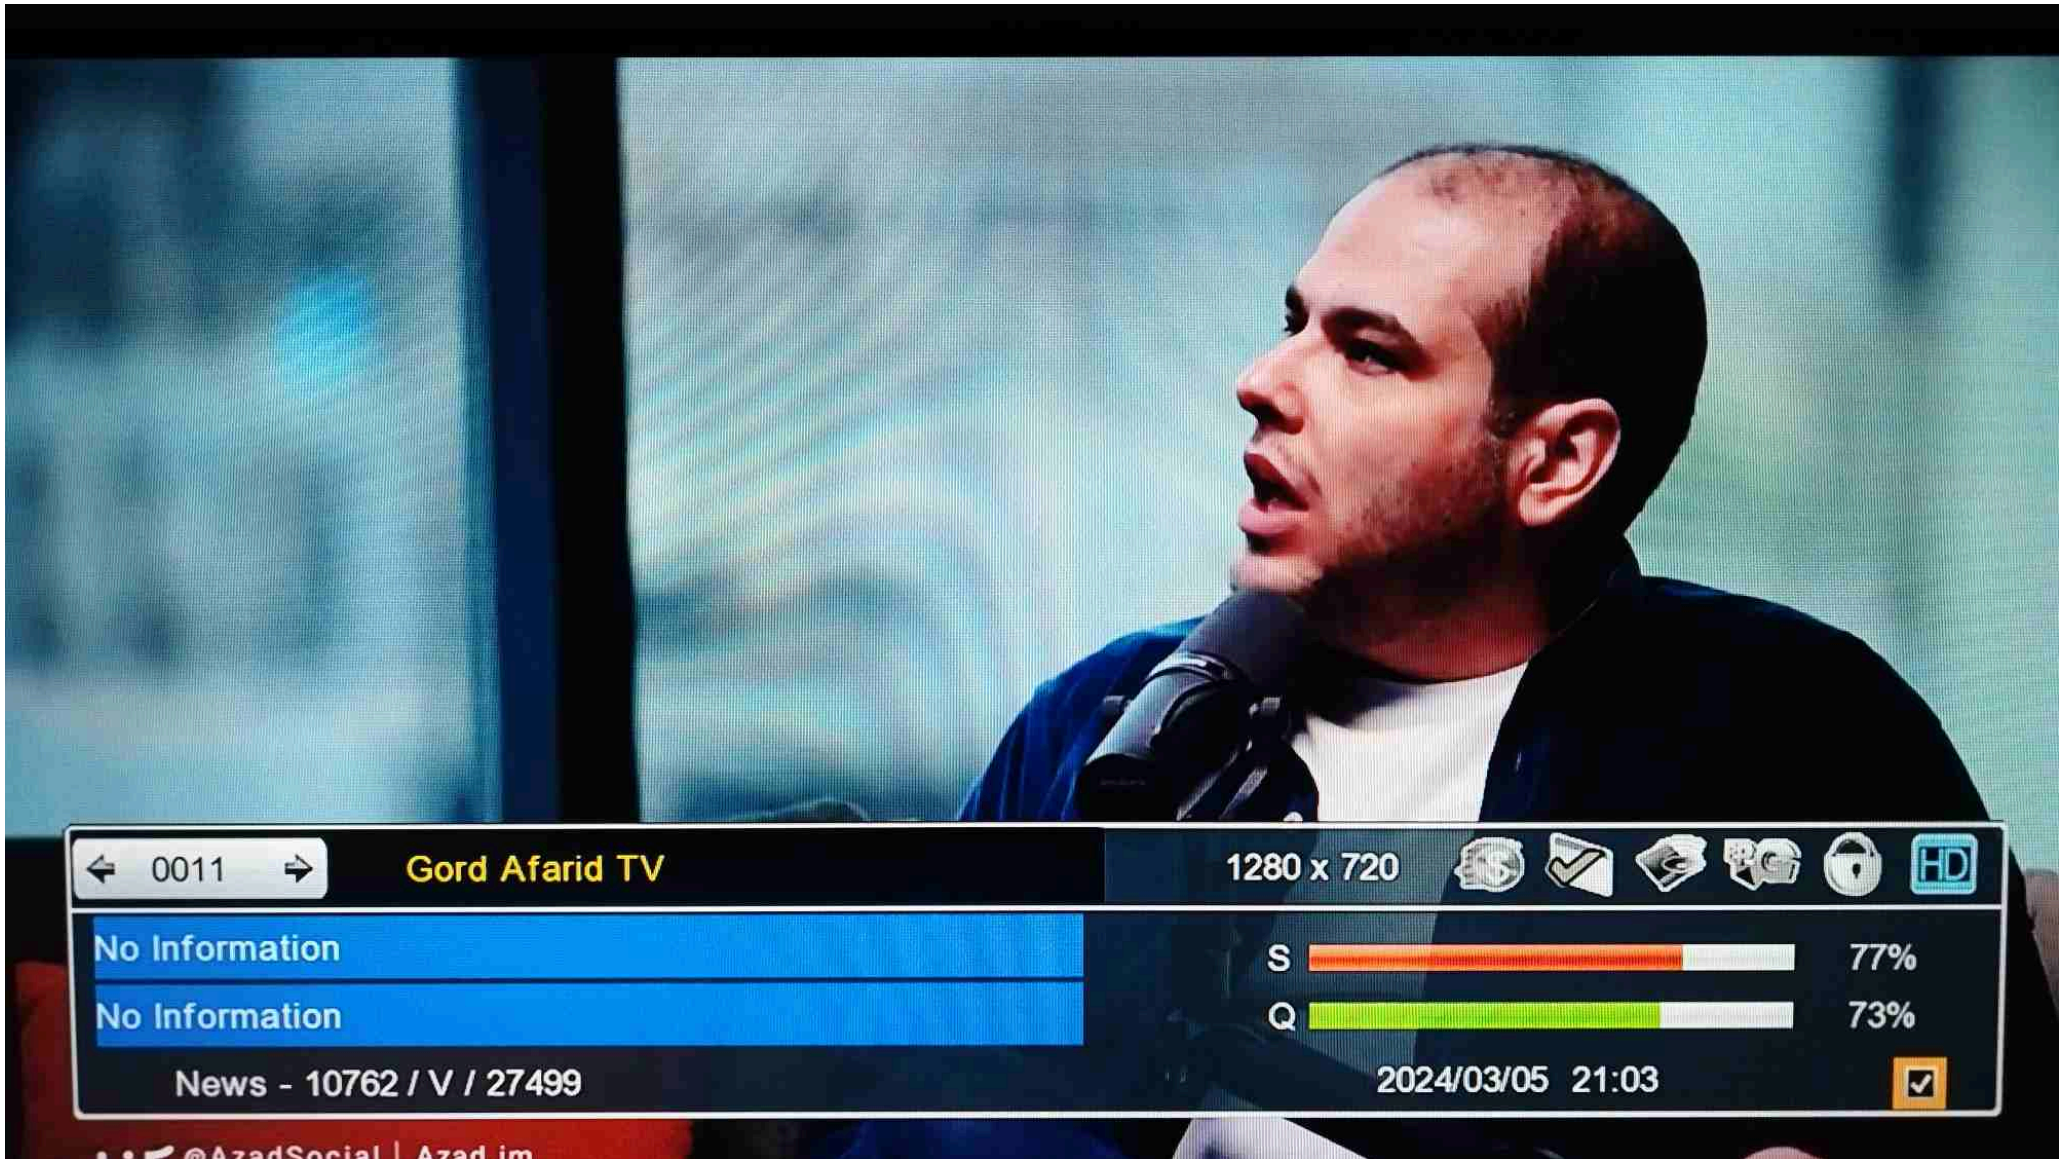 0011
Gord Afarid TV
1280 x 720
HD
No Information
S 77%
No Information
Q 73%
News - 10762 / V / 27499
2024/03/05 21:03
@AzadSocial | Azad.im